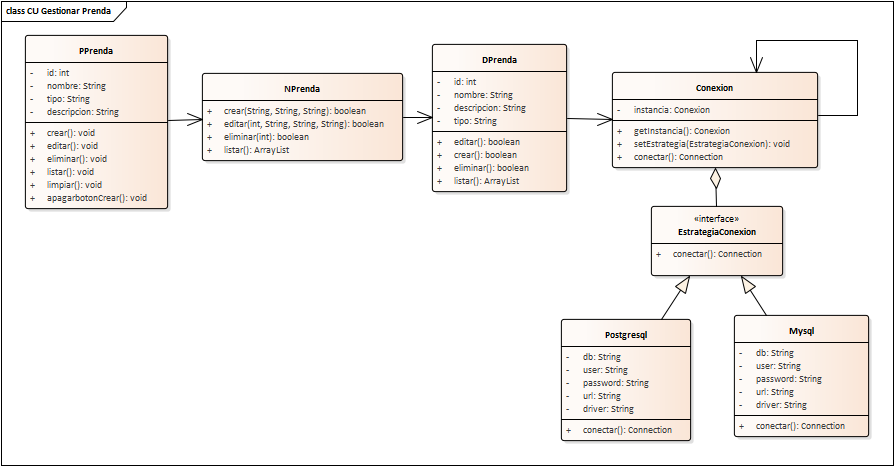 class CU Gestionar Prenda
PPrenda
- id: int
- nombre: String
- tipo: String
- descripcion: String
+ crear(): void
+ editar(): void
+ eliminar(): void
+ listar(): void
+ limpiar(): void
+ apagarbotonCrear(): void
NPrenda
+ crear(String, String, String): boolean
+ editar(int, String, String, String): boolean
+ eliminar(int): boolean
+ listar(): ArrayList
DPrenda
- id: int
- nombre: String
- descripcion: String
- tipo: String
+ editar(): boolean
+ crear(): boolean
+ eliminar(): boolean
+ listar(): ArrayList
Conexion
- instancia: Conexion
+ getInstancia(): Conexion
+ setEstrategia(EstrategiaConexion): void
+ conectar(): Connection
«interface»
EstrategiaConexion
+ conectar(): Connection
Postgresql
- db: String
- user: String
- password: String
- url: String
- driver: String
+ conectar(): Connection
Mysql
- db: String
- user: String
- password: String
- url: String
- driver: String
+ conectar(): Connection